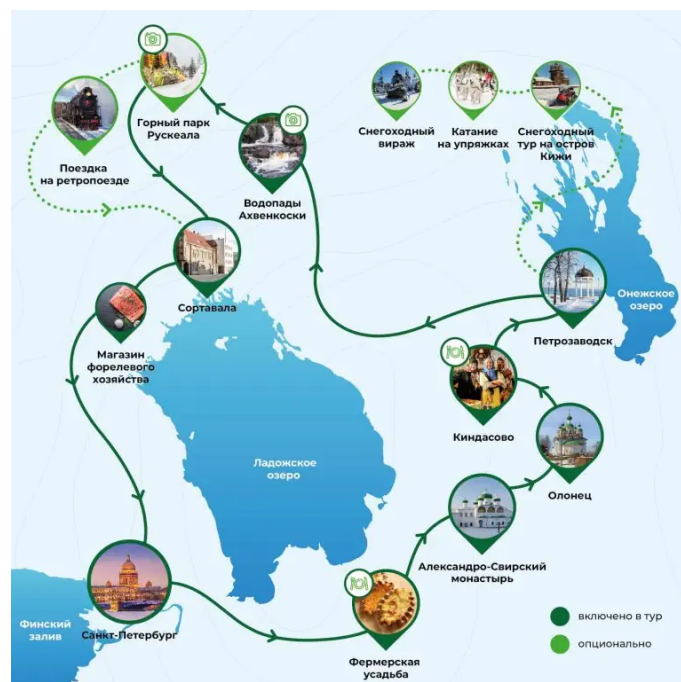 Горный парк
Рускеала
Поездка
на ретропоезде
Водопады
Ахвенкоски
Снегоходный
вираж
Катание
на упряжках
Снегоходный
тур на остров
Кижи
Сортавала
Онежское
озеро
Петрозаводск
Магазин
форелевого
хозяйства
Киндасово
Ладожское
озеро
Олонец
Александро-Свирский
монастырь
Финский
залив
Санкт-Петербург
Фермерская
усадьба
включено в тур
опционально